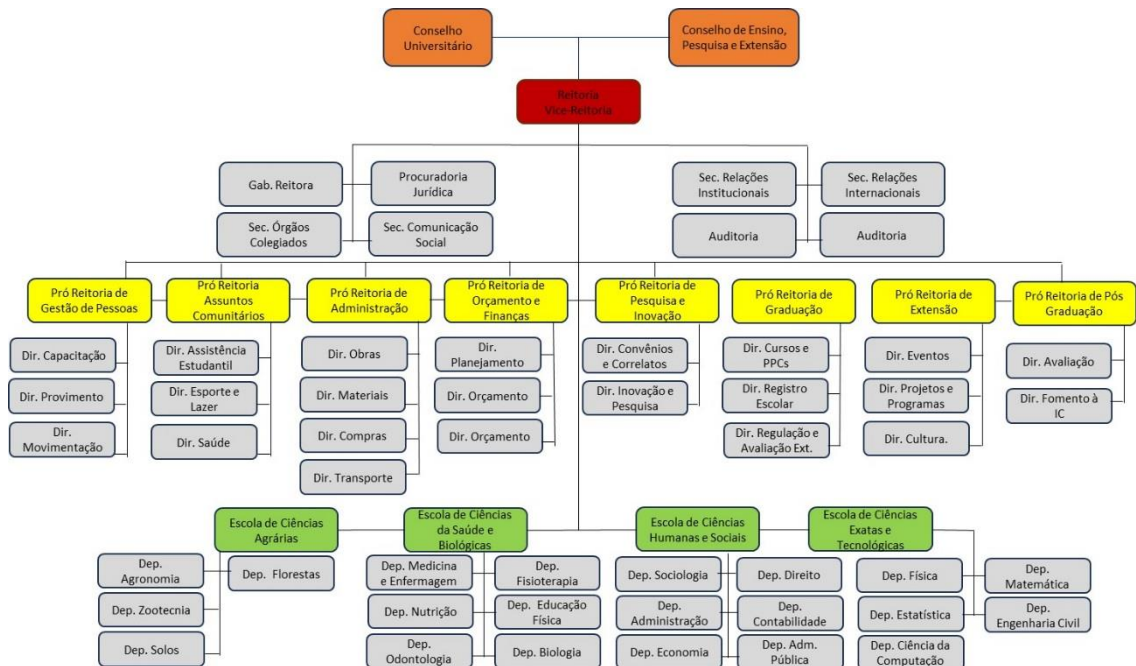 Conselho
Universitário
Conselho de Ensino,
Pesquisa e Extensão
Reitoria
Vice-Reitoria
Gab. Reitora
Procuradoria
Jurídica
Sec. Relações
Institucionais
Sec. Relações
Internacionais
Sec. Órgãos
Colegiados
Sec. Comunicação
Social
Auditoria
Auditoria
Pró Reitoria de
Gestão de Pessoas
Pró Reitoria
Assuntos
Comunitários
Pró Reitoria de
Administração
Pró Reitoria de
Orçamento e
Finanças
Pró Reitoria de
Pesquisa e
Inovação
Pró Reitoria de
Graduação
Pró Reitoria de
Extensão
Pró Reitoria de Pós
Graduação
Dir. Capacitação
Dir. Provimento
Dir.
Movimentação
Dir. Assistência
Estudantil
Dir. Esporte e
Lazer
Dir. Saúde
Dir. Obras
Dir. Materiais
Dir. Compras
Dir. Transporte
Dir.
Planejamento
Dir. Orçamento
Dir. Orçamento
Dir. Convênios
e Correlatos
Dir. Inovação e
Pesquisa
Dir. Cursos e
PPCs
Dir. Registro
Escolar
Dir. Regulação e
Avaliação Ext.
Dir. Eventos
Dir. Projetos e
Programas
Dir. Cultura.
Dir. Avaliação
Dir. Fomento à
IC
Escola de Ciências
Agrárias
Escola de Ciências
da Saúde e
Biológicas
Escola de Ciências
Humanas e Sociais
Escola de Ciências
Exatas e
Tecnológicas
Dep.
Agronomia
Dep. Florestas
Dep. Zootecnia
Dep. Solos
Dep. Medicina
e Enfermagem
Dep.
Fisioterapia
Dep. Nutrição
Dep. Educação
Física
Dep.
Odontologia
Dep. Biologia
Dep. Sociologia
Dep. Direito
Dep.
Administração
Dep.
Contabilidade
Dep. Economia
Dep. Adm.
Pública
Dep. Física
Dep.
Matemática
Dep. Estatística
Dep.
Engenharia Civil
Dep. Ciência da
Computação